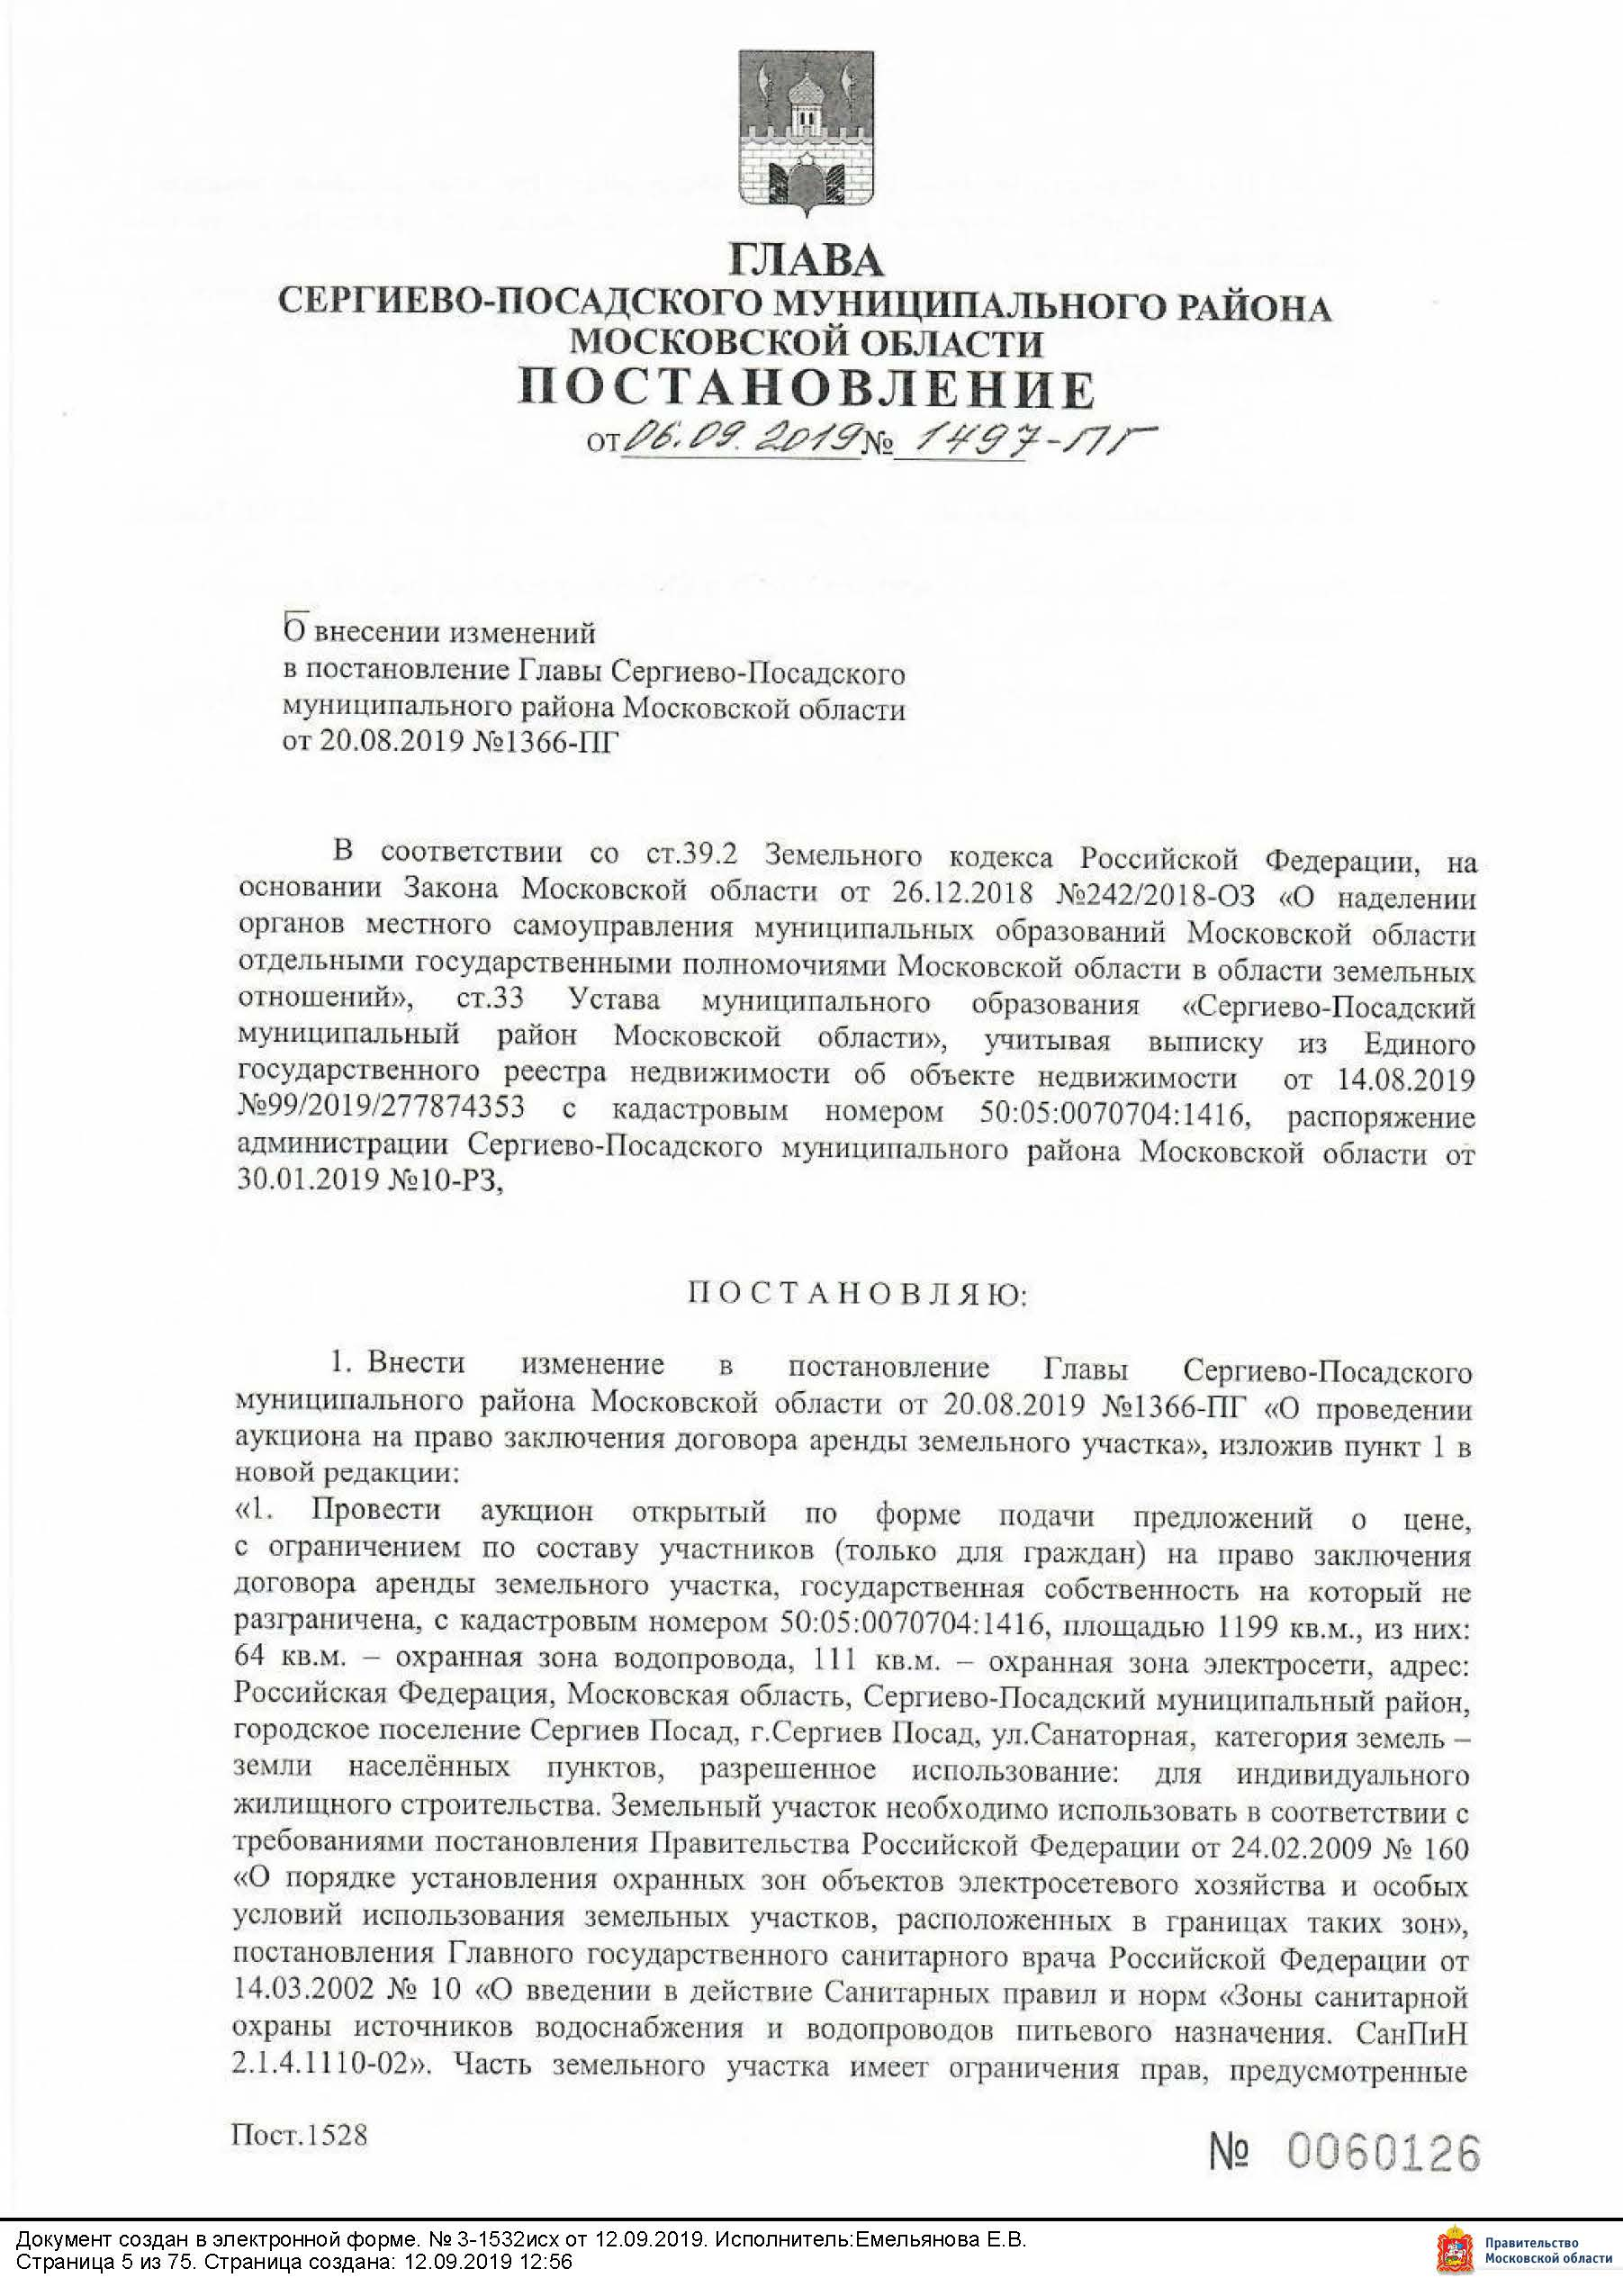 ГЛАВА
СЕРГИЕВО-ПОСАДСКОГО МУНИЦИПАЛЬНОГО РАЙОНА
МОСКОВСКОЙ ОБЛАСТИ
ПОСТАНОВЛЕНИЕ
от 06.09.2019 № 1497-ПГ
О внесении изменений
в постановление Главы Сергиево-Посадского
муниципального района Московской области
от 20.08.2019 №1366-ПГ
В соответствии со ст.39.2 Земельного кодекса Российской Федерации, на
основании Закона Московской области от 26.12.2018 №242/2018-ОЗ «О наделении
органов местного самоуправления муниципальных образований Московской области
отдельными государственными полномочиями Московской области в области земельных
отношений», ст.33 Устава муниципального образования «Сергиево-Посадский
муниципальный район Московской области», учитывая выписку из Единого
государственного реестра недвижимости об объекте недвижимости от 14.08.2019
№99/2019/277874353 с кадастровым номером 50:05:0070704:1416, распоряжение
администрации Сергиево-Посадского муниципального района Московской области от
30.01.2019 №10-РЗ,
П О С Т А Н О В Л Я Ю:
1. Внести изменение в постановление Главы Сергиево-Посадского
муниципального района Московской области от 20.08.2019 №1366-ПГ «О проведении
аукциона на право заключения договора аренды земельного участка», изложив пункт 1 в
новой редакции:
«1. Провести аукцион открытый по форме подачи предложений о цене,
с ограничением по составу участников (только для граждан) на право заключения
договора аренды земельного участка, государственная собственность на который не
разграничена, с кадастровым номером 50:05:0070704:1416, площадью 1199 кв.м., из них:
64 кв.м. – охранная зона водопровода, 111 кв.м. – охранная зона электросети, адрес:
Российская Федерация, Московская область, Сергиево-Посадский муниципальный район,
городское поселение Сергиев Посад, г.Сергиев Посад, ул.Санаторная, категория земель –
земли населённых пунктов, разрешенное использование: для индивидуального
жилищного строительства. Земельный участок необходимо использовать в соответствии с
требованиями постановления Правительства Российской Федерации от 24.02.2009 № 160
«О порядке установления охранных зон объектов электросетевого хозяйства и особых
условий использования земельных участков, расположенных в границах таких зон»,
постановления Главного государственного санитарного врача Российской Федерации от
14.03.2002 № 10 «О введении в действие Санитарных правил и норм «Зоны санитарной
охраны источников водоснабжения и водопроводов питьевого назначения. СанПиН
2.1.4.1110-02». Часть земельного участка имеет ограничения прав, предусмотренные
Пост.1528
№ 0060126
Документ создан в электронной форме. № 3-1532исх от 12.09.2019. Исполнитель:Емельянова Е.В.
Страница 5 из 75. Страница создана: 12.09.2019 12:56
Правительство
Московской области